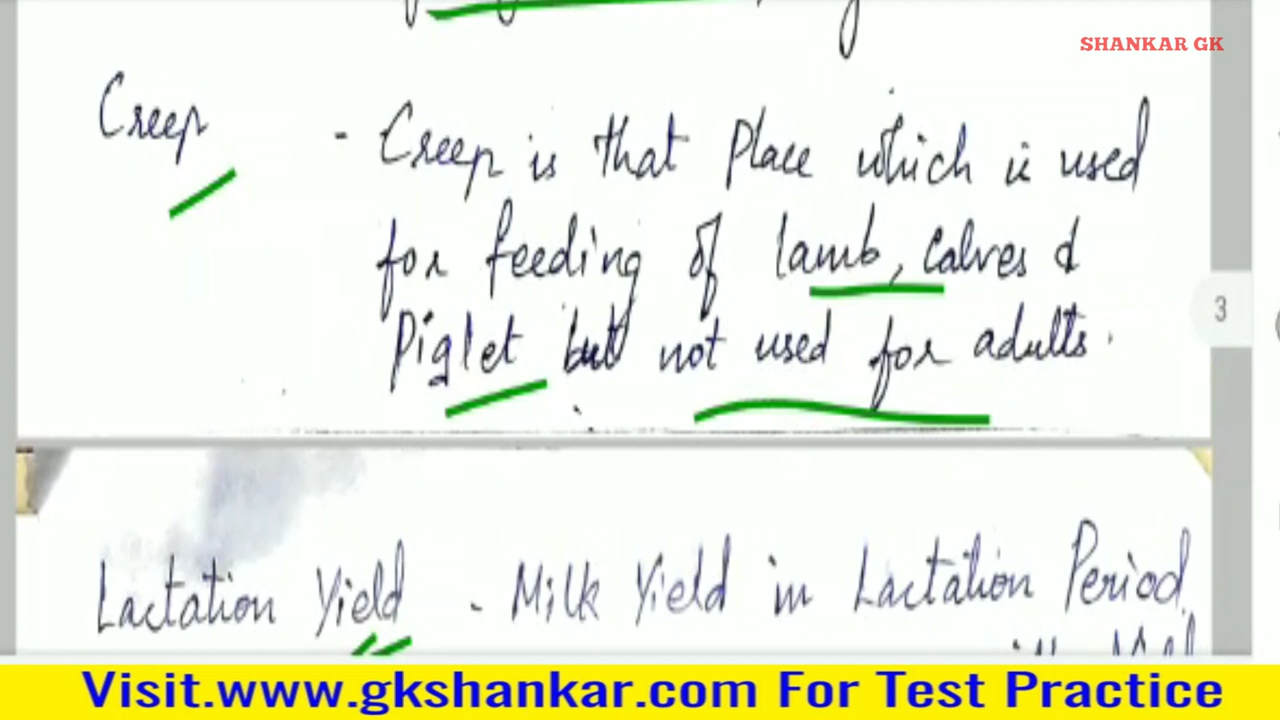 SHANKAR GK
Creep - Creep is that Place which is used
for feeding of lamb, Calves &
Piglet but not used for adults.
3
Lactation Yield - Milk Yield in Lactation Period.
Visit.www.gkshankar.com For Test Practice